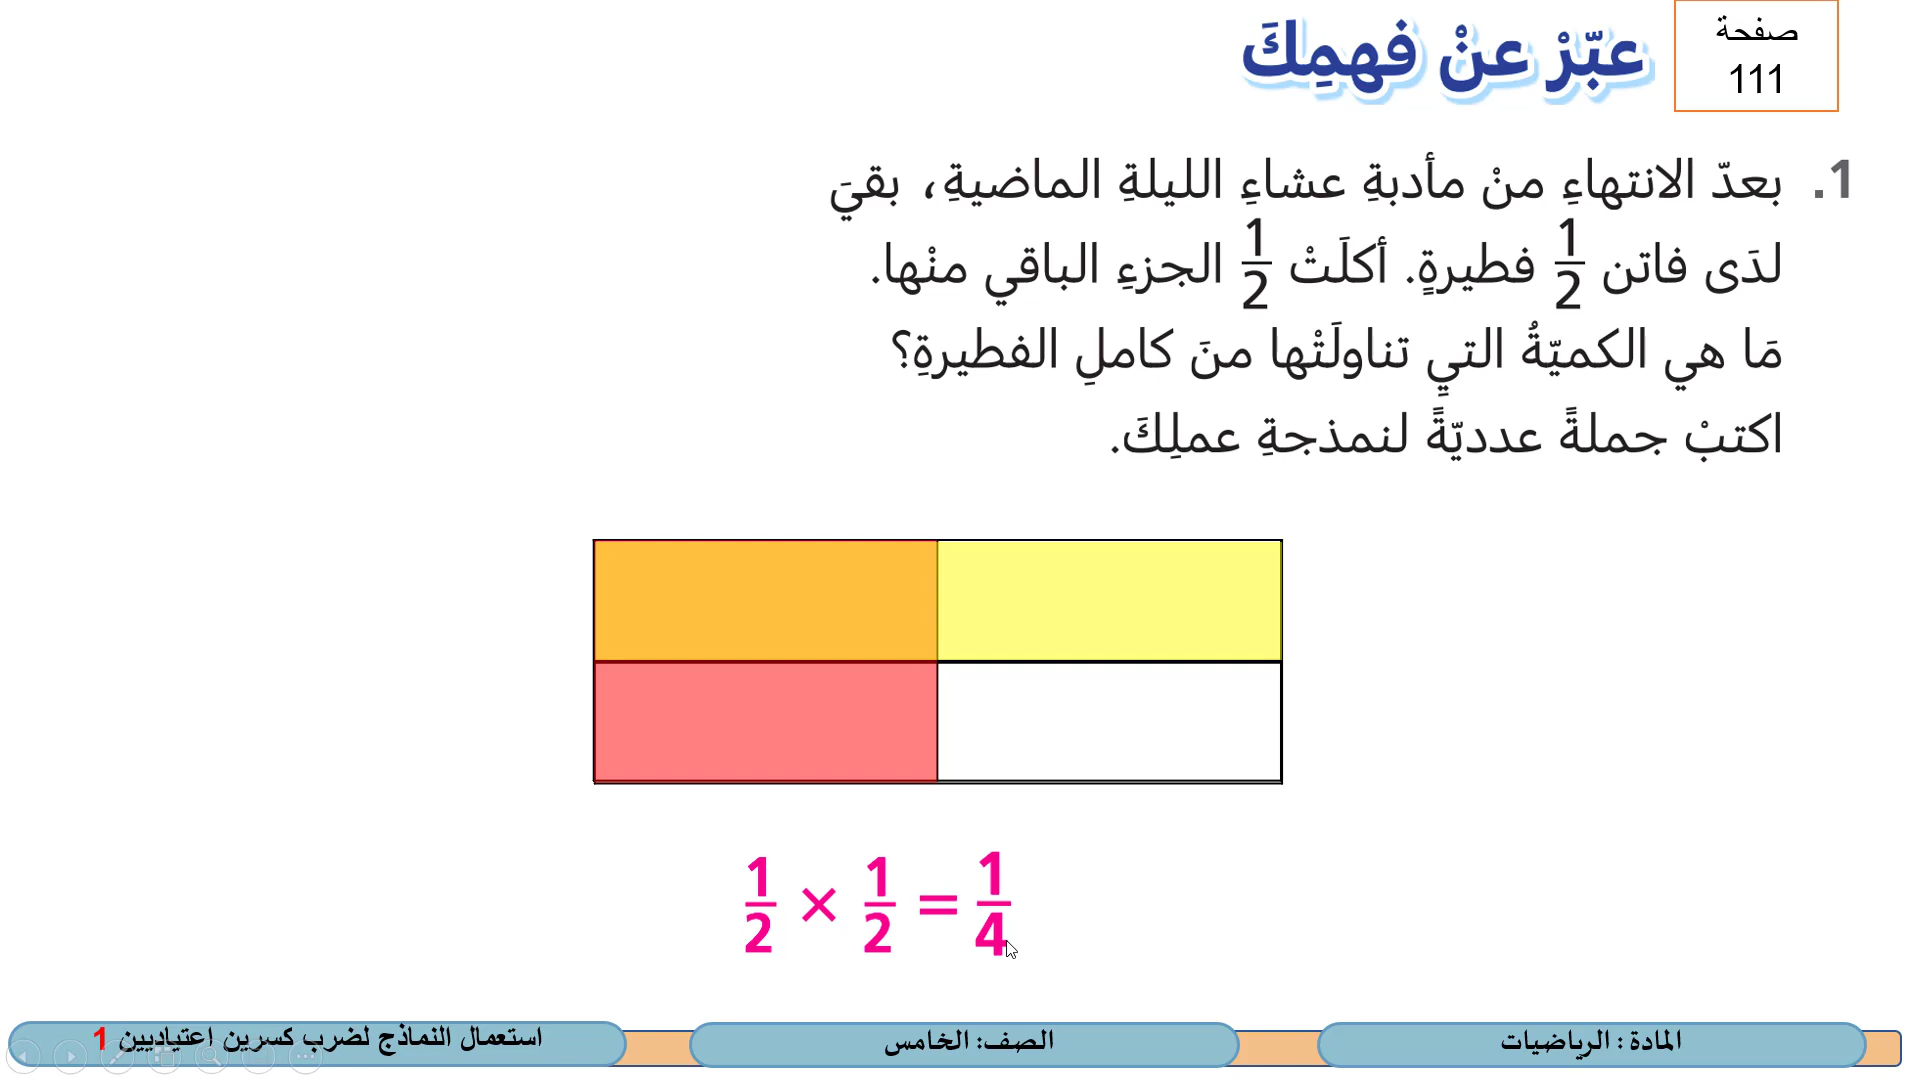 صفحة
111
عبّرْ عنْ فهمِكَ
1. بعدّ الانتهاءِ منْ مأدبةِ عشاءِ الليلةِ الماضيةِ، بقيَ
لدَى فاتن 1/2 فطيرةٍ. أكلَتْ 1/2 الجزءِ الباقي منْها.
مَا هي الكميّةُ التيِ تناولَتْها منَ كاملِ الفطيرةِ؟
اكتبْ جملةً عدديّةً لنمذجةِ عملِكَ.
1/2 × 1/2 = 1/4
المادة : الرياضيات
الصف: الخامس
استعمال النماذج لضرب كسرين اعتياديين 1